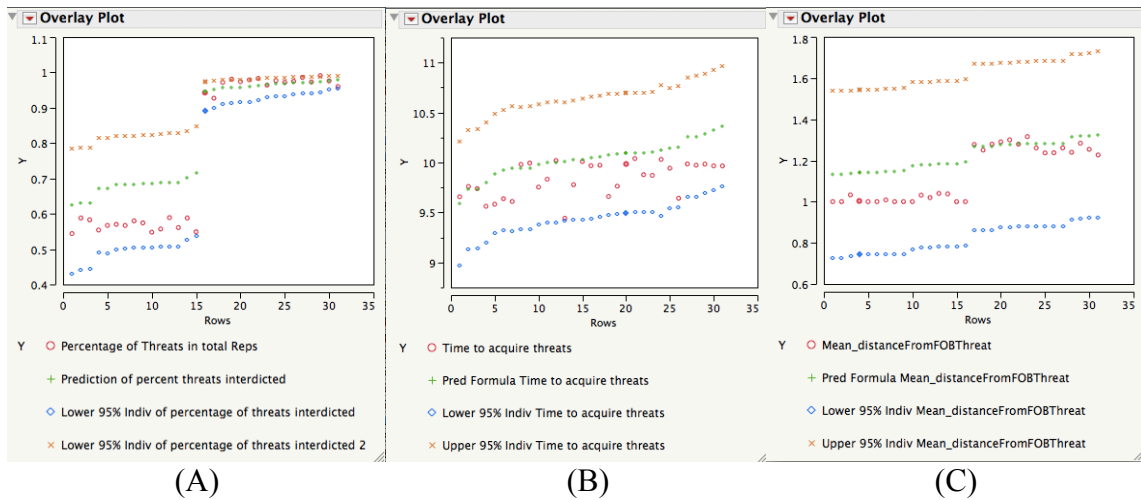 Overlay Plot
Y
1.1
1
0.9
0.8
0.7
0.6
0.5
0.4
0 5 10 15 20 25 30 35
Rows
Y Percentage of Threats in total Reps
Prediction of percent threats interdicted
Lower 95% Indiv of percentage of threats interdicted
Lower 95% Indiv of percentage of threats interdicted 2
(A)
Overlay Plot
Y
11
10.5
10
9.5
9
0 5 10 15 20 25 30 35
Rows
Y Time to acquire threats
Pred Formula Time to acquire threats
Lower 95% Indiv Time to acquire threats
Upper 95% Indiv Time to acquire threats
(B)
Overlay Plot
Y
1.8
1.6
1.4
1.2
1
0.8
0.6
0 5 10 15 20 25 30 35
Rows
Y Mean_distanceFromFOBThreat
Pred Formula Mean_distanceFromFOBThreat
Lower 95% Indiv Mean_distanceFromFOBThreat
Upper 95% Indiv Mean_distanceFromFOBThreat
(C)